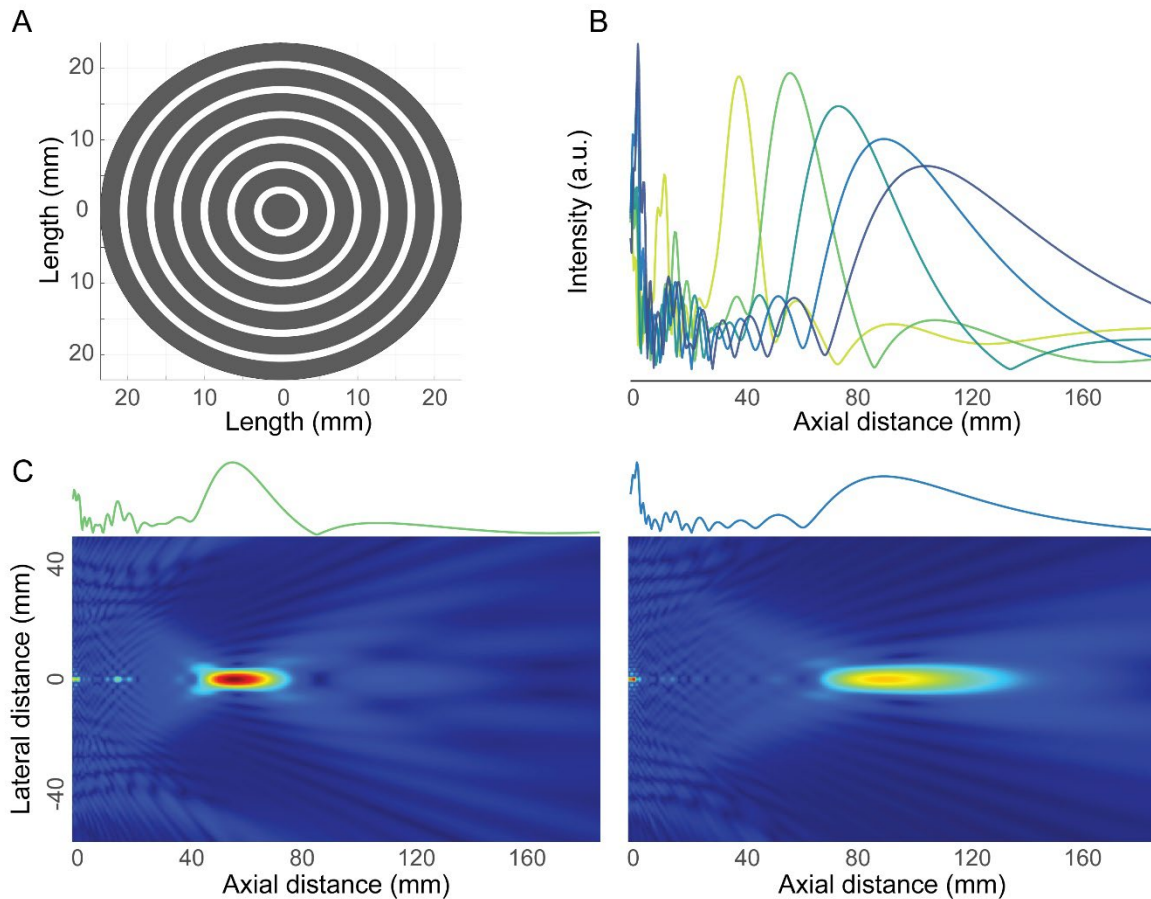 A
20
10
0
10
20
Length (mm)
20 10 0 10 20
Length (mm)
B
Intensity (a.u.)
0 40 80 120 160
Axial distance (mm)
C
40
0
-40
Lateral distance (mm)
0 40 80 120 160
Axial distance (mm)
0 40 80 120 160
Axial distance (mm)